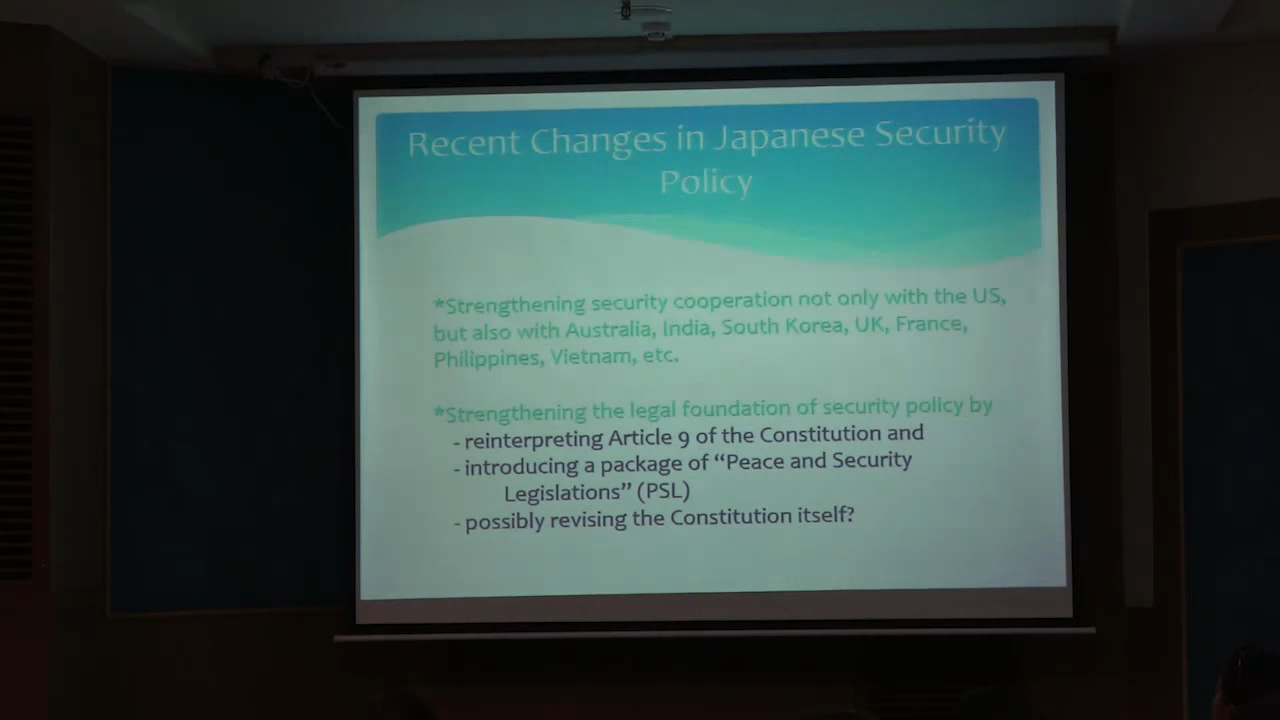 Recent Changes in Japanese Security
Policy
*Strengthening security cooperation not only with the US,
but also with Australia, India, South Korea, UK, France,
Philippines, Vietnam, etc.
*Strengthening the legal foundation of security policy by
- reinterpreting Article 9 of the Constitution and
- introducing a package of “Peace and Security
Legislations” (PSL)
- possibly revising the Constitution itself?